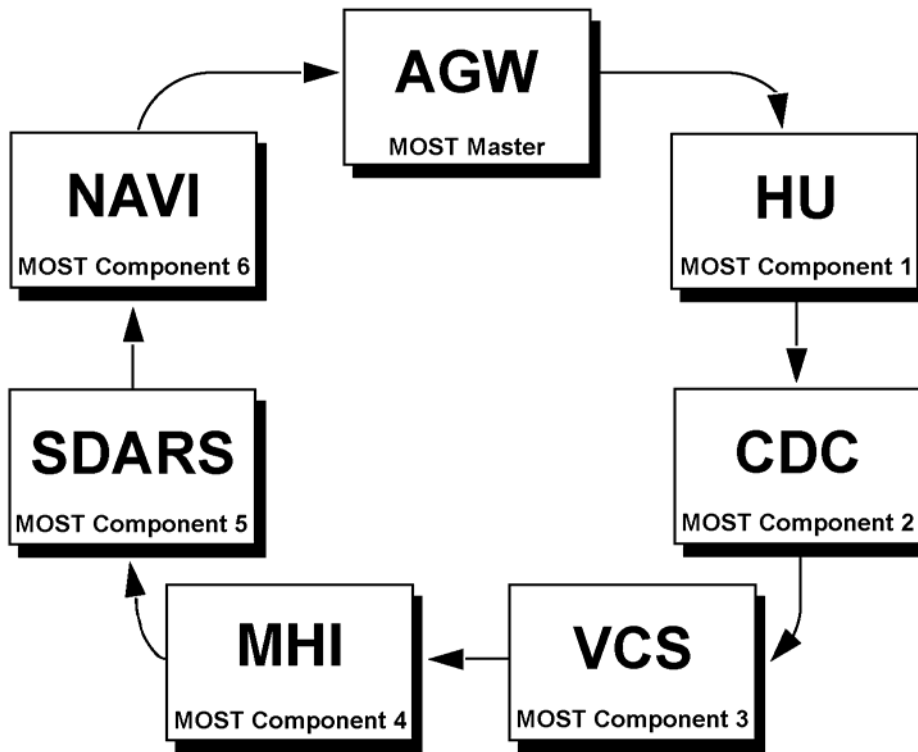 AGW
MOST Master
HU
MOST Component 1
CDC
MOST Component 2
VCS
MOST Component 3
MHI
MOST Component 4
SDARS
MOST Component 5
NAVI
MOST Component 6